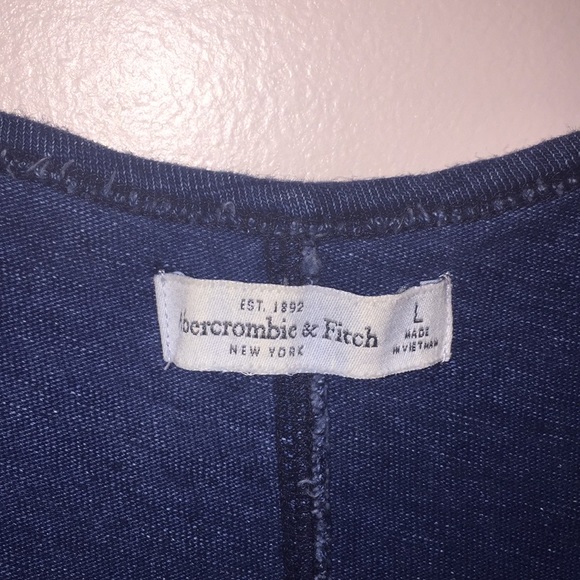 EST. 1892
Abercrombie & Fitch
NEW YORK
L
MADE
IN VIETNAM